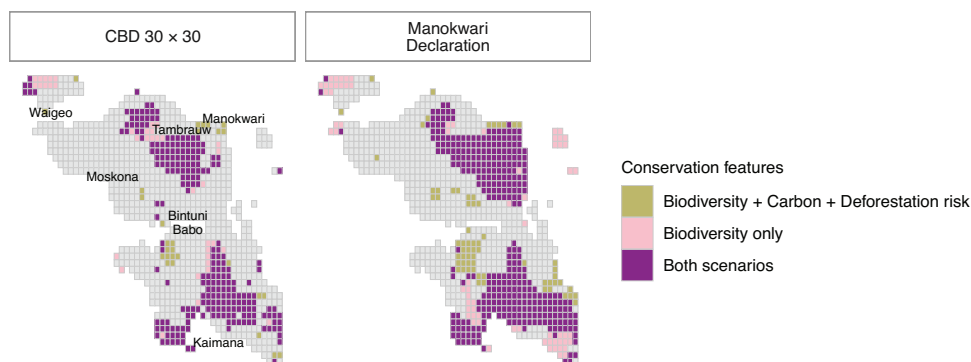 CBD 30 × 30
Manokwari
Declaration
Waigeo
Manokwari
Tambrauw
Moskona
Bintuni
Babo
Kaimana
Conservation features
Biodiversity + Carbon + Deforestation risk
Biodiversity only
Both scenarios